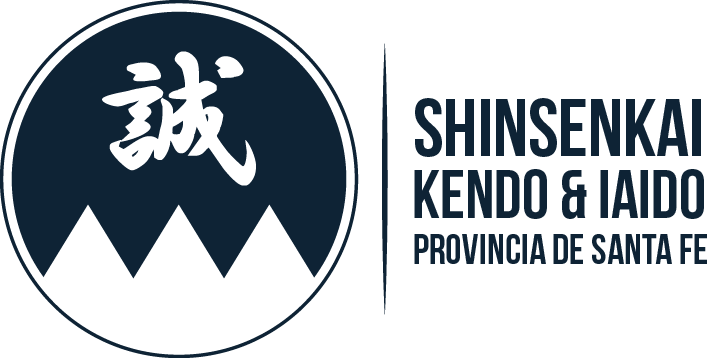 誠
SHINSENKAI
KENDO & IAIDO
PROVINCIA DE SANTA FE